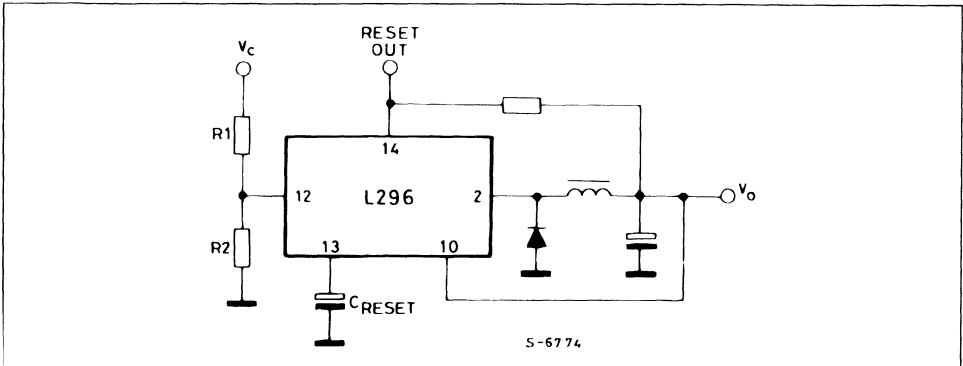 RESET
OUT
Vc
R1
14
12
L296
2
Vo
R2
13
10
CRESET
S-6774